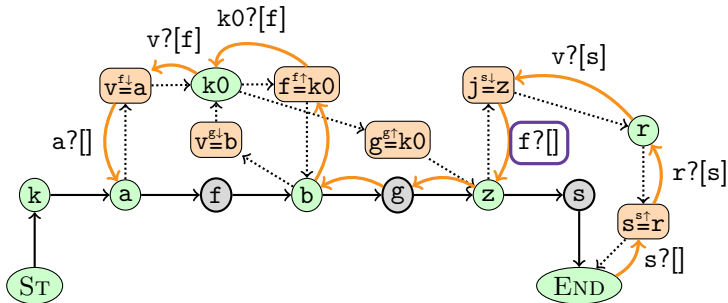 k0?[f]
v?[f]
v?[s]
v f↓= a
k0
f f↑= k0
j s↓= z
a?[]
v g↓= b
g g↑= k0
f?[]
r
r?[s]
k
a
f
b
g
z
s
s s↑= r
s?[]
ST
END